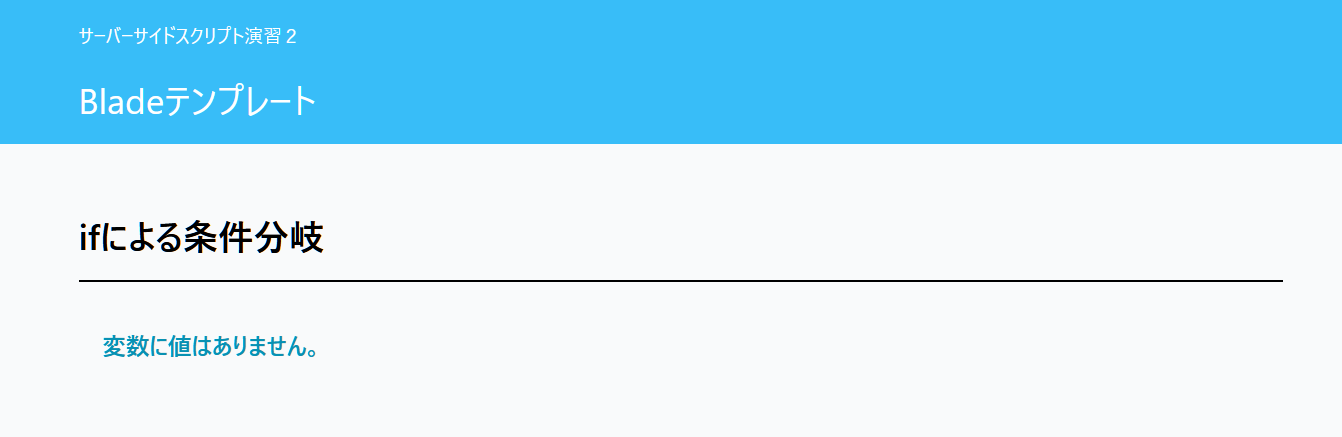 サーバーサイドスクリプト演習２
Bladeテンプレート
ifによる条件分岐
変数に値はありません。